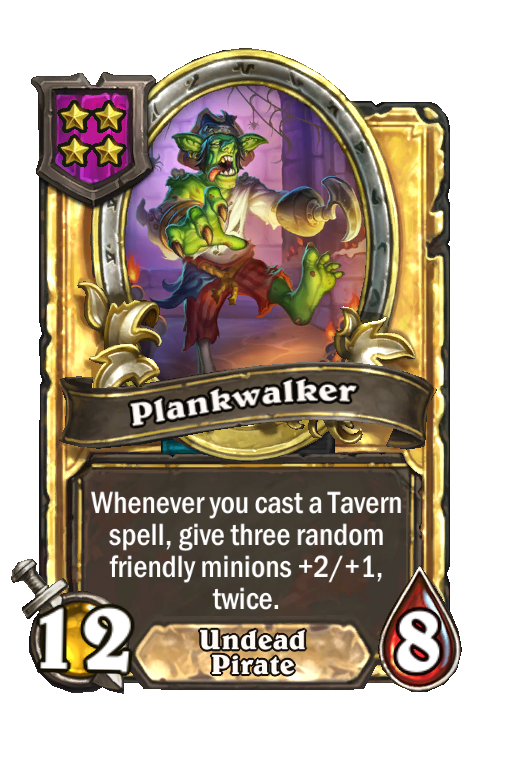 Plankwalker
Whenever you cast a Tavern
spell, give three random
friendly minions +2/+1,
twice.
12
Undead
Pirate
8